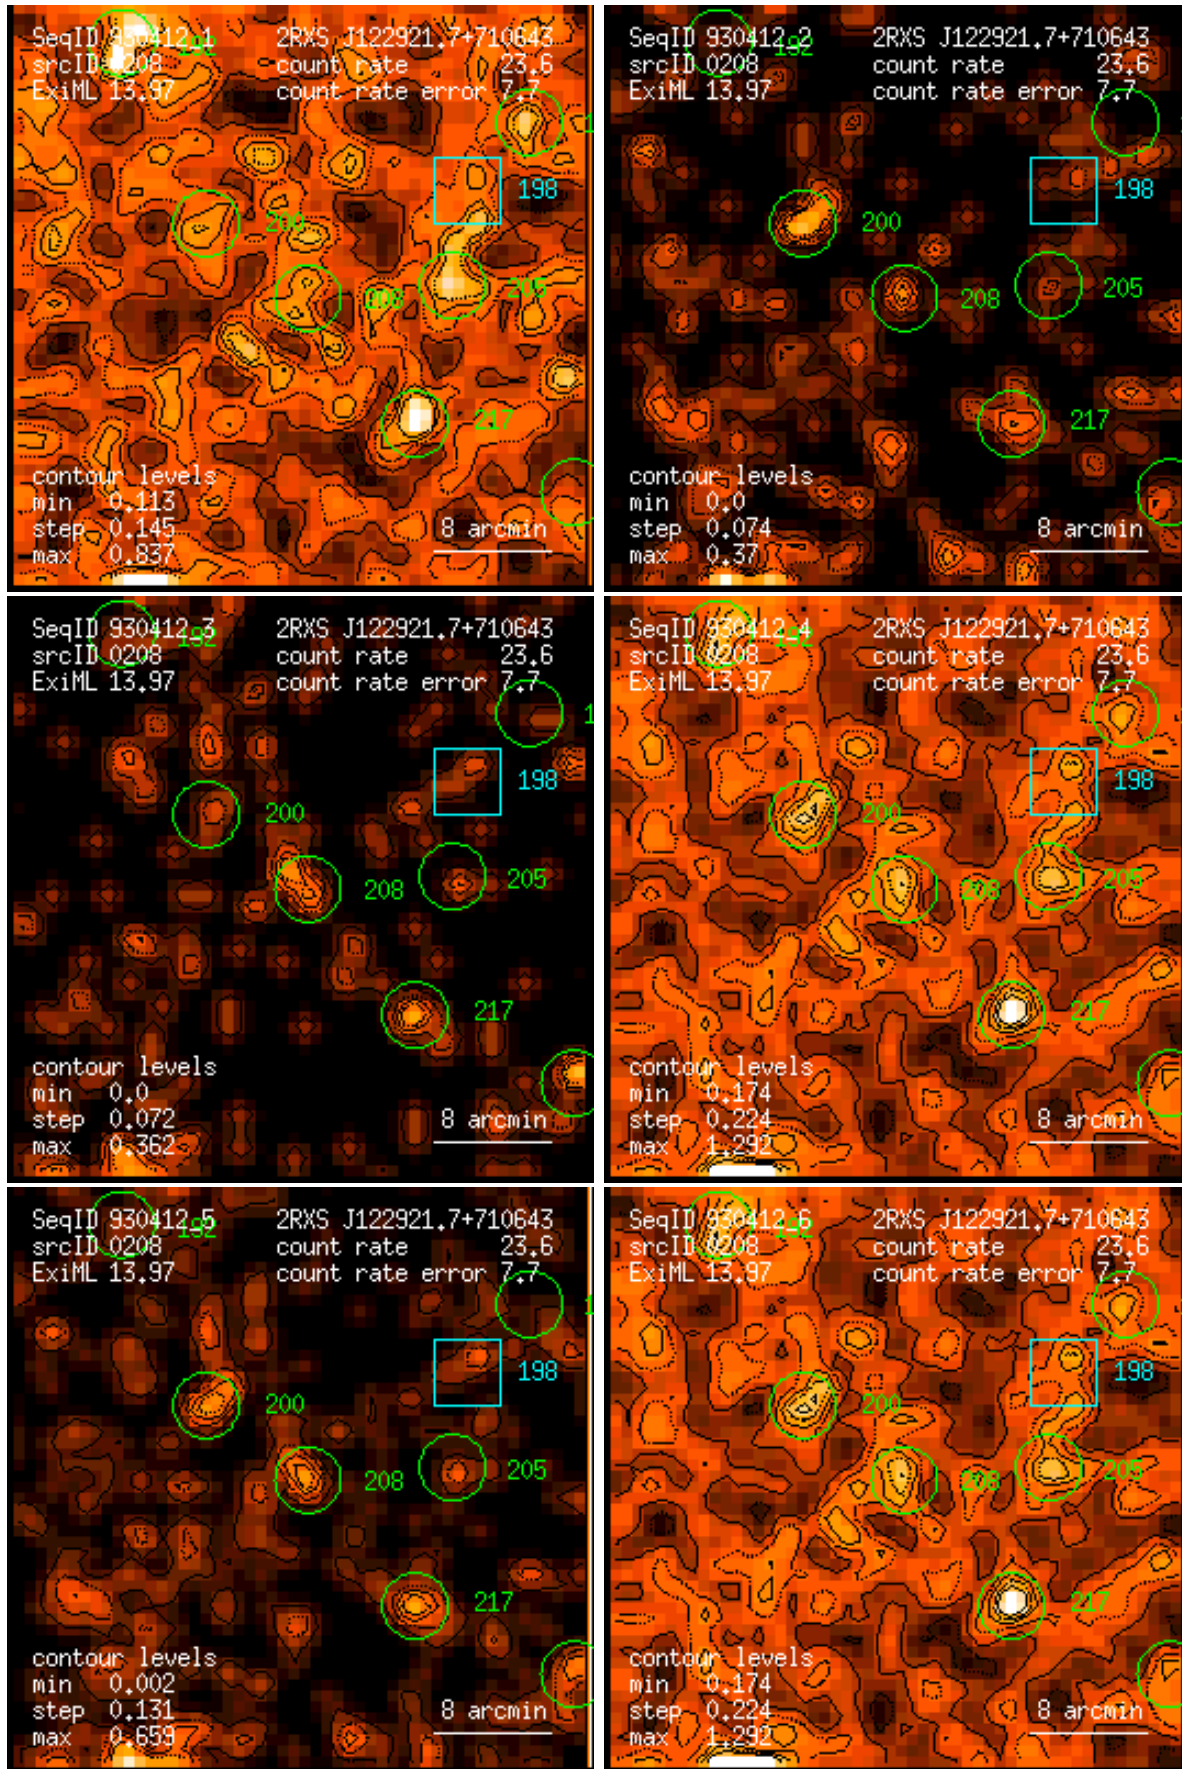 SeqID 930412_1 2RXS J122921.7+710643
192
srcID 0208 count rate 23.6
ExiML 13.97 count rate error 7.7
1
198
200
208 205
217
contour levels
min 0.113
step 0.145 8 arcmin
max 0.837
SeqID 930412_2 2RXS J122921.7+710643
192
srcID 0208 count rate 23.6
ExiML 13.97 count rate error 7.7
198
200
208 205
217
contour levels
min 0.0
step 0.074 8 arcmin
max 0.37
SeqID 930412_3 2RXS J122921.7+710643
192
srcID 0208 count rate 23.6
ExiML 13.97 count rate error 7.7
1
198
200
208 205
217
contour levels
min 0.0
step 0.072 8 arcmin
max 0.362
SeqID 930412_4 2RXS J122921.7+710643
192
srcID 0208 count rate 23.6
ExiML 13.97 count rate error 7.7
198
200
208 205
217
contour levels
min 0.174
step 0.224 8 arcmin
max 1.292
SeqID 930412_5 2RXS J122921.7+710643
192
srcID 0208 count rate 23.6
ExiML 13.97 count rate error 7.7
1
198
200
208 205
217
contour levels
min 0.002
step 0.131 8 arcmin
max 0.659
SeqID 930412_6 2RXS J122921.7+710643
192
srcID 0208 count rate 23.6
ExiML 13.97 count rate error 7.7
198
200
208 205
217
contour levels
min 0.174
step 0.224 8 arcmin
max 1.292